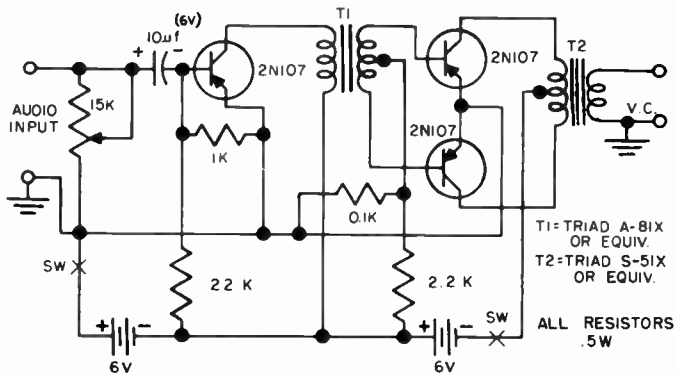 (6V)
10µf
+ -
T1
2N107
2N107
T2
AUDIO
INPUT
15K
1K
2N107
V.C.
0.1K
T1=TRIAD A-81X
OR EQUIV.
T2=TRIAD S-51X
OR EQUIV.
SW
22 K
2.2 K
ALL RESISTORS
.5W
+ -
6V
+ -
6V
SW